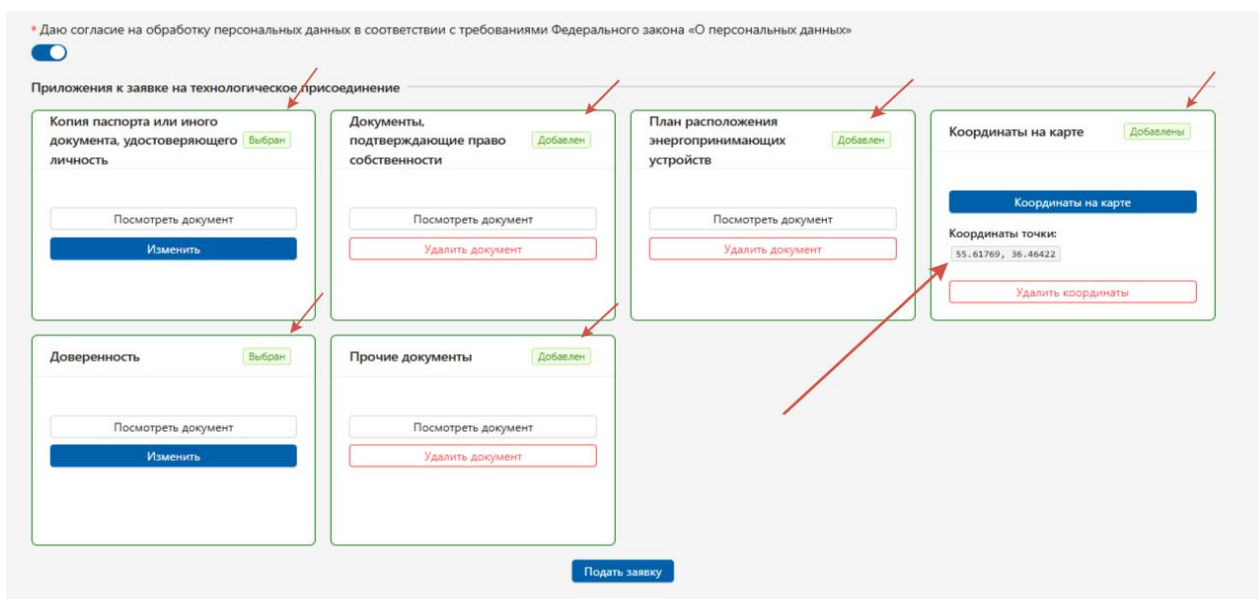 * Даю согласие на обработку персональных данных в соответствии с требованиями Федерального закона «О персональных данных»
Приложения к заявке на технологическое присоединение
Копия паспорта или иного
документа, удостоверяющего
личность
Выбран
Посмотреть документ
Изменить
Документы,
подтверждающие право
собственности
Добавлен
Посмотреть документ
Удалить документ
План расположения
энергопринимающих
устройств
Добавлен
Посмотреть документ
Удалить документ
Координаты на карте
Добавлены
Координаты на карте
Координаты точки:
55.61769, 36.46422
Удалить координаты
Доверенность
Выбран
Посмотреть документ
Изменить
Прочие документы
Добавлен
Посмотреть документ
Удалить документ
Подать заявку